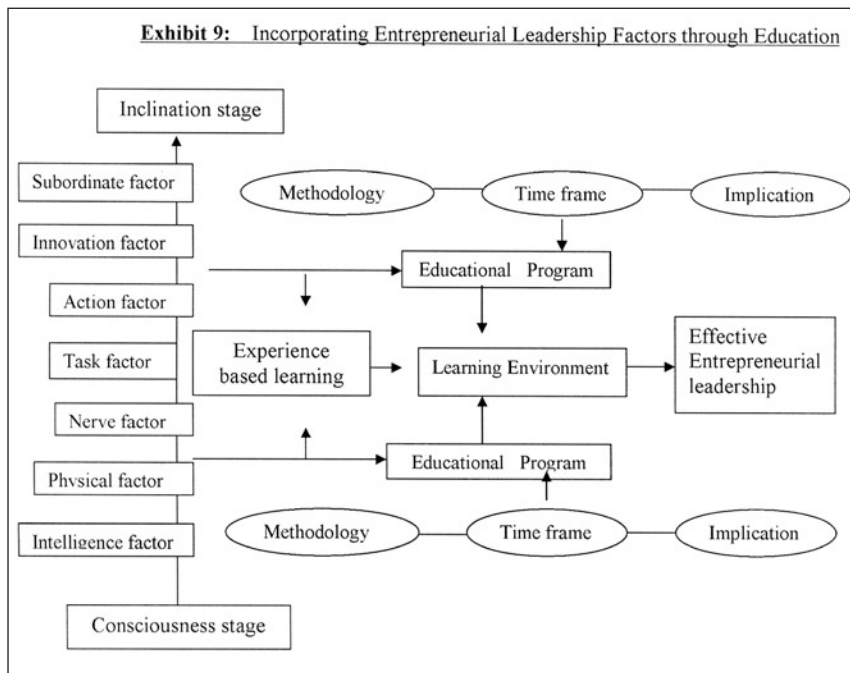 Exhibit 9: Incorporating Entrepreneurial Leadership Factors through Education
Inclination stage
Subordinate factor
Methodology
Time frame
Implication
Innovation factor
Educational Program
Action factor
Task factor
Experience
based learning
Learning Environment
Effective
Entrepreneurial
leadership
Nerve factor
Educational Program
Physical factor
Methodology
Time frame
Implication
Intelligence factor
Consciousness stage